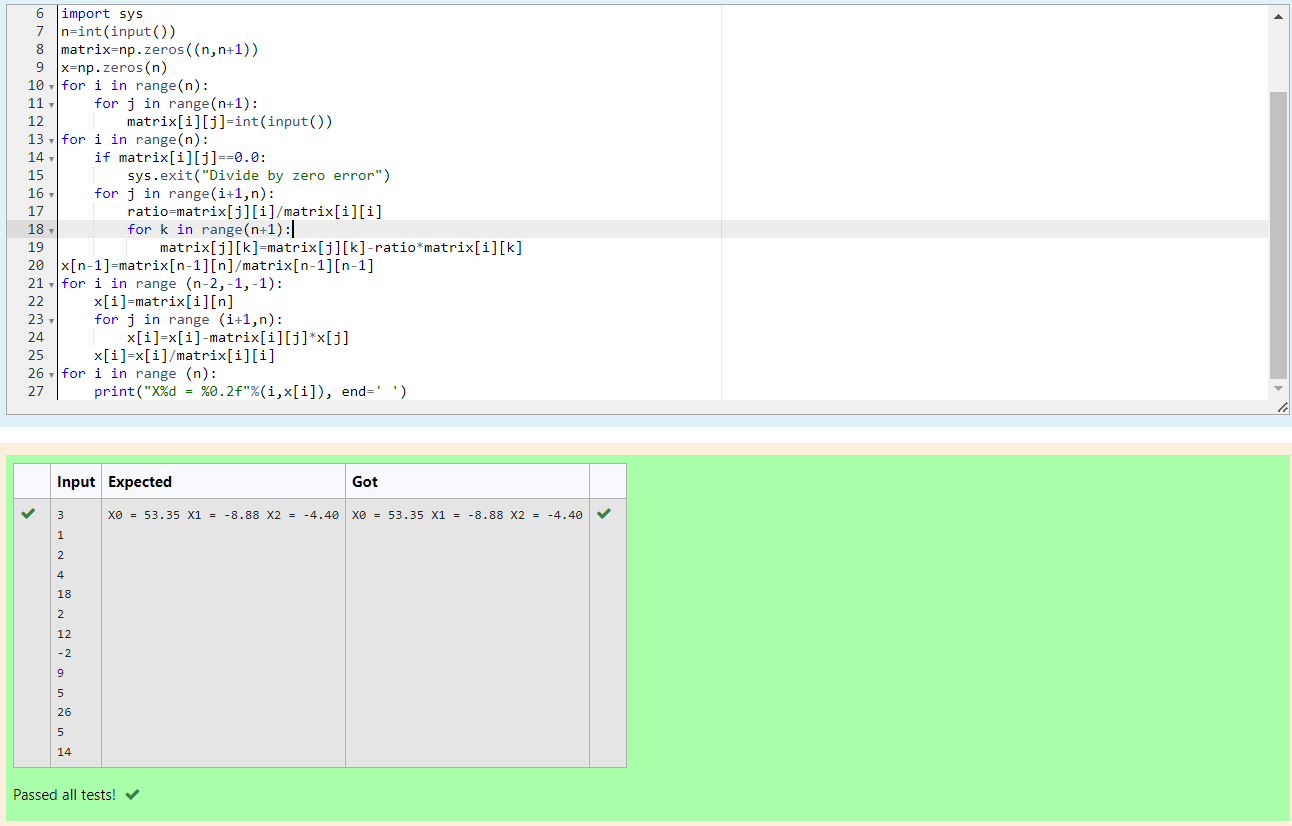 6 import sys
7 n=int(input())
8 matrix=np.zeros((n,n+1))
9 x=np.zeros(n)
10 for i in range(n):
11     for j in range(n+1):
12         matrix[i][j]=int(input())
13 for i in range(n):
14     if matrix[i][j]==0.0:
15         sys.exit("Divide by zero error")
16     for j in range(i+1,n):
17         ratio=matrix[j][i]/matrix[i][i]
18         for k in range(n+1):
19             matrix[j][k]=matrix[j][k]-ratio*matrix[i][k]
20 x[n-1]=matrix[n-1][n]/matrix[n-1][n-1]
21 for i in range (n-2,-1,-1):
22     x[i]=matrix[i][n]
23     for j in range (i+1,n):
24         x[i]=x[i]-matrix[i][j]*x[j]
25     x[i]=x[i]/matrix[i][i]
26 for i in range (n):
27     print("X%d = %0.2f"%(i,x[i]), end=' ')
Input Expected Got
3 X0 = 53.35 X1 = -8.88 X2 = -4.40 X0 = 53.35 X1 = -8.88 X2 = -4.40
1
2
4
18
2
12
-2
9
5
26
5
14
Passed all tests!